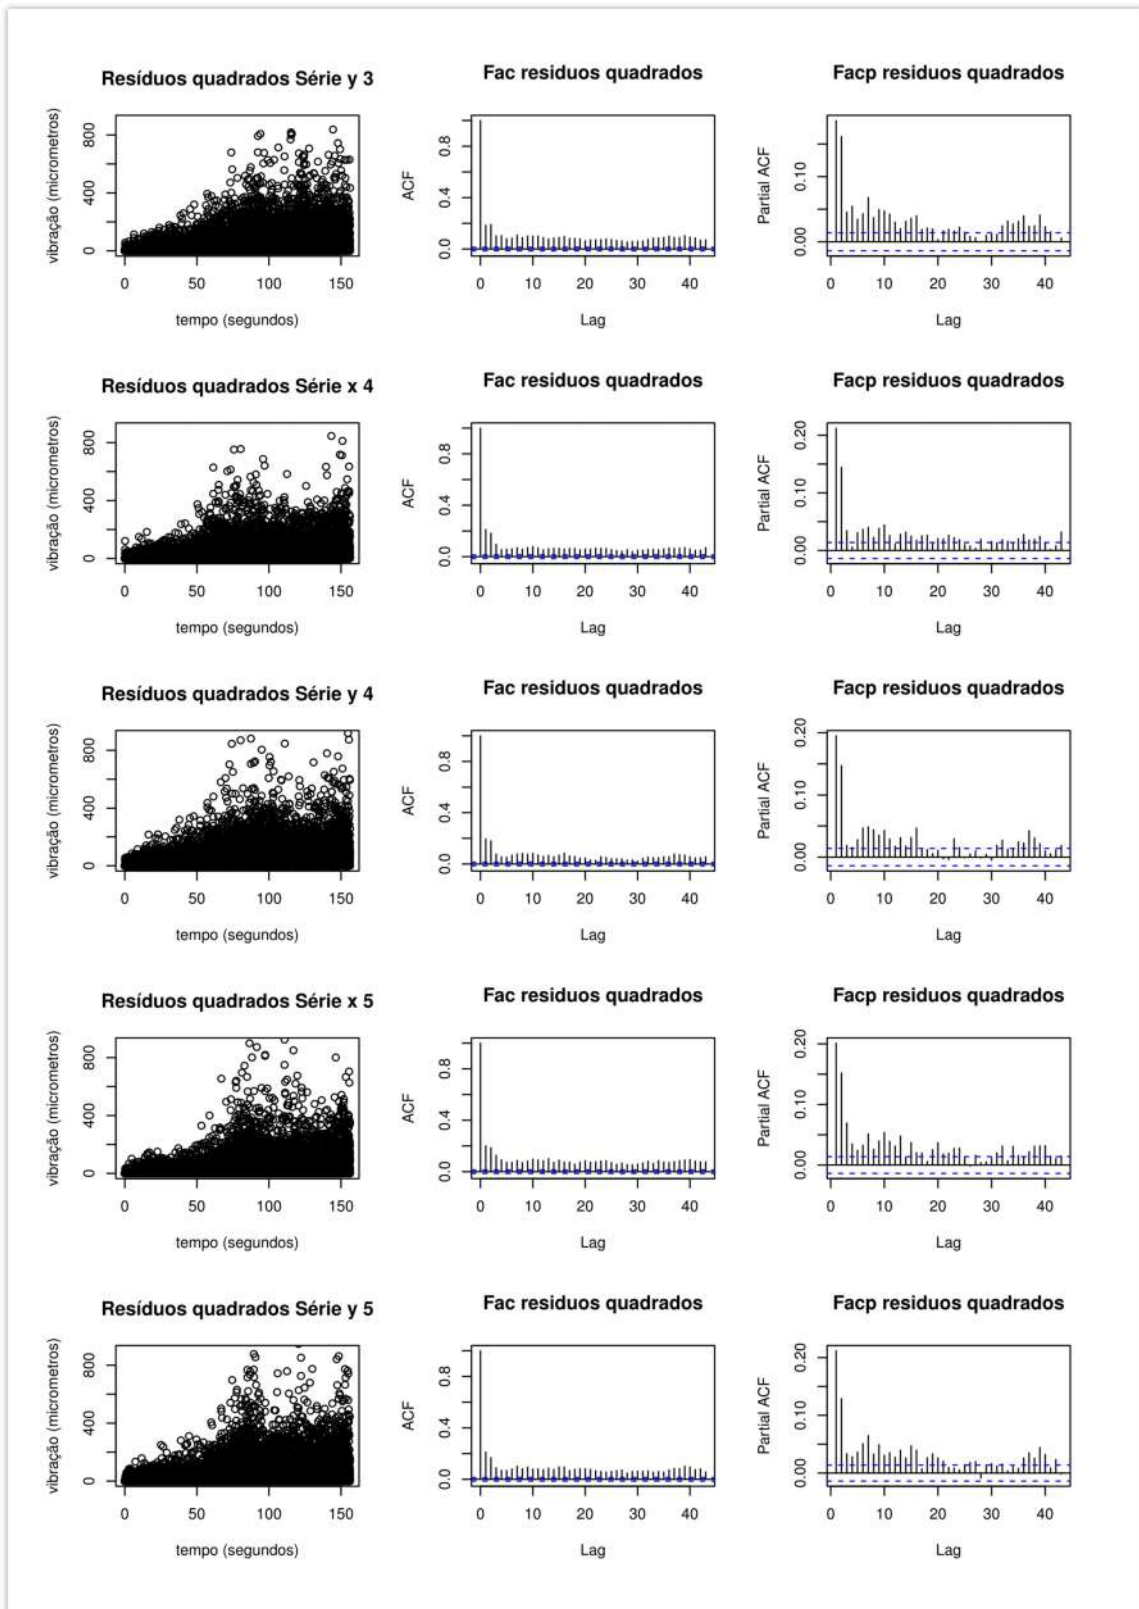 Resíduos quadrados Série y 3
vibração (micrometros)
800
400
0
0 50 100 150
tempo (segundos)
Fac residuos quadrados
ACF
0.8
0.4
0.0
0 10 20 30 40
Lag
Facp residuos quadrados
Partial ACF
0.10
0.00
0 10 20 30 40
Lag
Resíduos quadrados Série x 4
vibração (micrometros)
800
400
0
0 50 100 150
tempo (segundos)
Fac residuos quadrados
ACF
0.8
0.4
0.0
0 10 20 30 40
Lag
Facp residuos quadrados
Partial ACF
0.20
0.10
0.00
0 10 20 30 40
Lag
Resíduos quadrados Série y 4
vibração (micrometros)
800
400
0
0 50 100 150
tempo (segundos)
Fac residuos quadrados
ACF
0.8
0.4
0.0
0 10 20 30 40
Lag
Facp residuos quadrados
Partial ACF
0.20
0.10
0.00
0 10 20 30 40
Lag
Resíduos quadrados Série x 5
vibração (micrometros)
800
400
0
0 50 100 150
tempo (segundos)
Fac residuos quadrados
ACF
0.8
0.4
0.0
0 10 20 30 40
Lag
Facp residuos quadrados
Partial ACF
0.20
0.10
0.00
0 10 20 30 40
Lag
Resíduos quadrados Série y 5
vibração (micrometros)
800
400
0
0 50 100 150
tempo (segundos)
Fac residuos quadrados
ACF
0.8
0.4
0.0
0 10 20 30 40
Lag
Facp residuos quadrados
Partial ACF
0.20
0.10
0.00
0 10 20 30 40
Lag